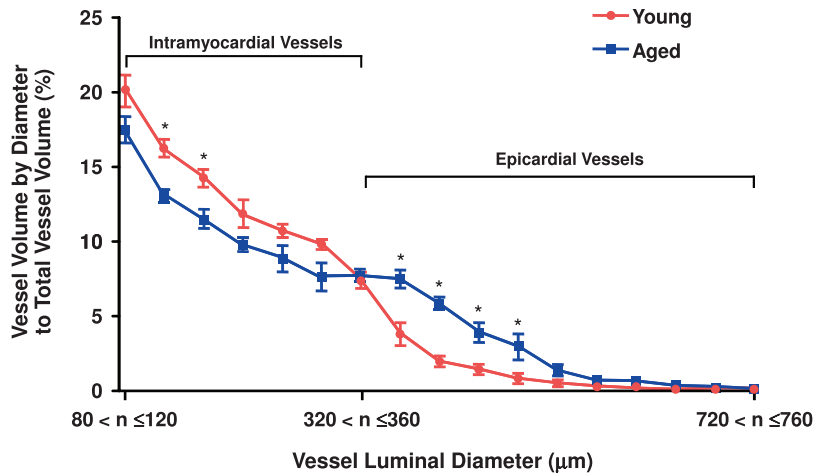 Young
Aged
Intramyocardial Vessels
Epicardial Vessels
Vessel Volume by Diameter
to Total Vessel Volume (%)
25
20
15
10
5
0
*
*
*
*
*
*
80 < n ≤120
320 < n ≤360
720 < n ≤760
Vessel Luminal Diameter (μm)